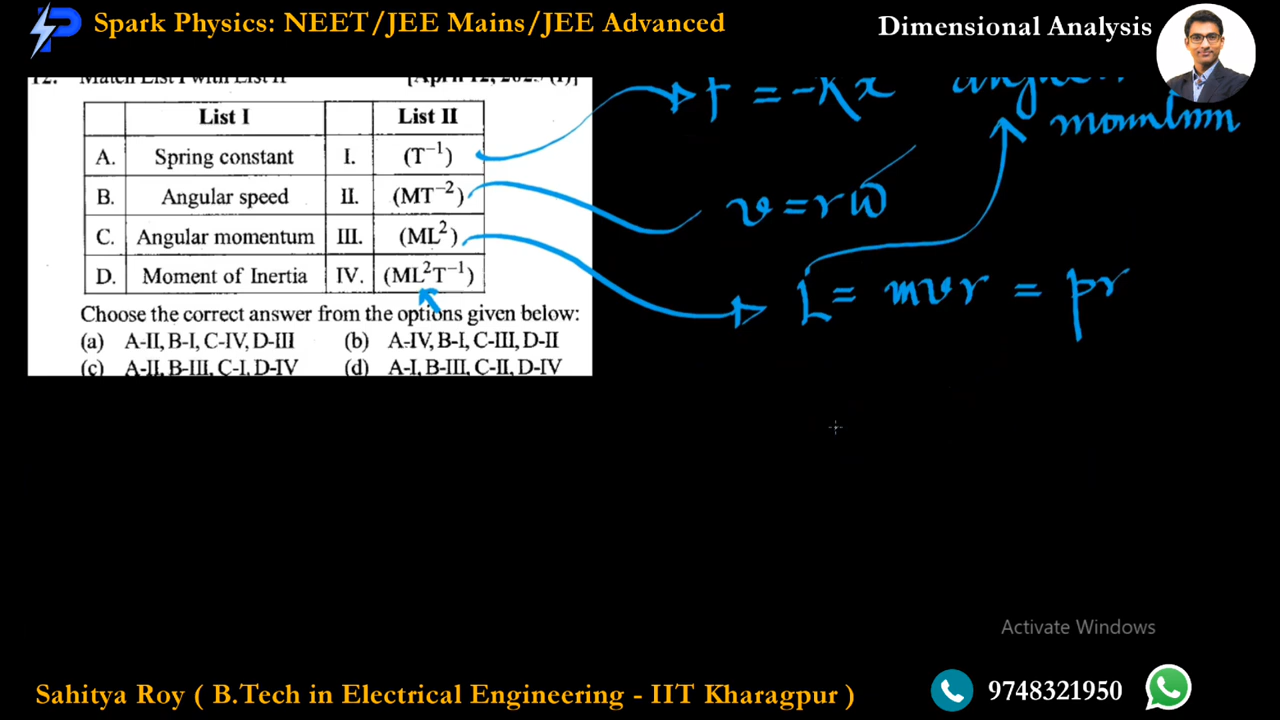 Spark Physics: NEET/JEE Mains/JEE Advanced
Dimensional Analysis
12. Match List I with List II
List I List II
A. Spring constant I. (T⁻¹)
B. Angular speed II. (MT⁻²)
C. Angular momentum III. (ML²)
D. Moment of Inertia IV. (ML²T⁻¹)
Choose the correct answer from the options given below:
(a) A-II, B-I, C-IV, D-III (b) A-IV, B-I, C-III, D-II
(c) A-II, B-III, C-I, D-IV (d) A-I, B-III, C-II, D-IV
= -Kx
v = rω
L = mvr = pr
Activate Windows
Sahitya Roy ( B.Tech in Electrical Engineering - IIT Kharagpur )
9748321950